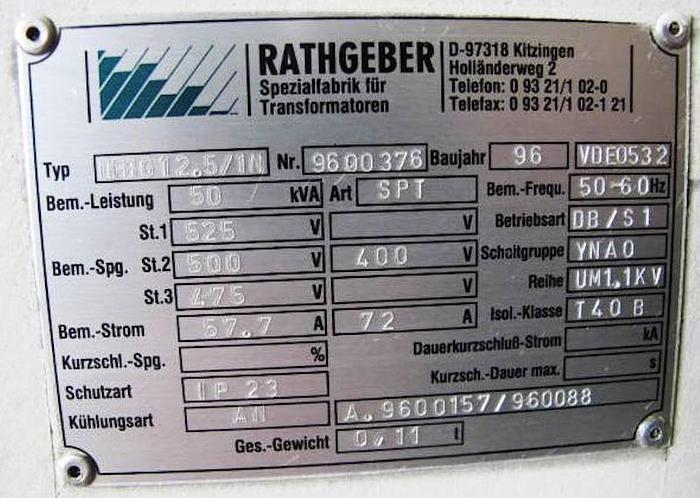 RATHGEBER
Spezialfabrik für
Transformatoren
D-97318 Kitzingen
Holländerweg 2
Telefon: 0 93 21/1 02-0
Telefax: 0 93 21/1 02-1 21
Typ Nr. 9600376 Baujahr 96 VDE0532
Bem.-Leistung 50 kVA Art SPT Bem.-Frequ. 50-60Hz
St.1 525 V V Betriebsart DB/S1
Bem.-Spg. St.2 500 V 400 V Schaltgruppe YNA0
St.3 475 V V Reihe UM1,1KV
Bem.-Strom 57.7 A 72 A Isol.-Klasse T40B
Kurzschl.-Spg. % Dauerkurzschluß-Strom kA
Schutzart IP 23 Kurzsch.-Dauer max. s
Kühlungsart AN A.9600157/960088
Ges.-Gewicht 0,11 t